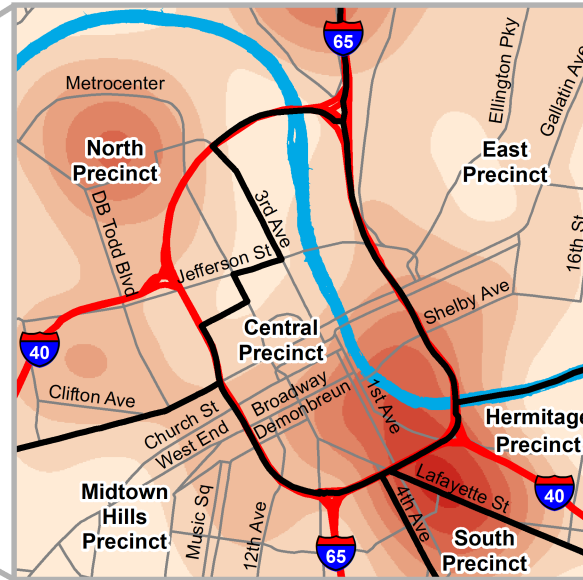 65
Ellington Pky
Gallatin Ave
Metrocenter
North
Precinct
East
Precinct
DB Todd Blvd
3rd Ave
16th St
Jefferson St
Shelby Ave
Central
Precinct
40
Clifton Ave
Broadway
Demonbreun
1st Ave
Church St
West End
Hermitage
Precinct
Lafayette St
40
Midtown
Hills
Precinct
Music Sq
12th Ave
4th Ave
65
South
Precinct